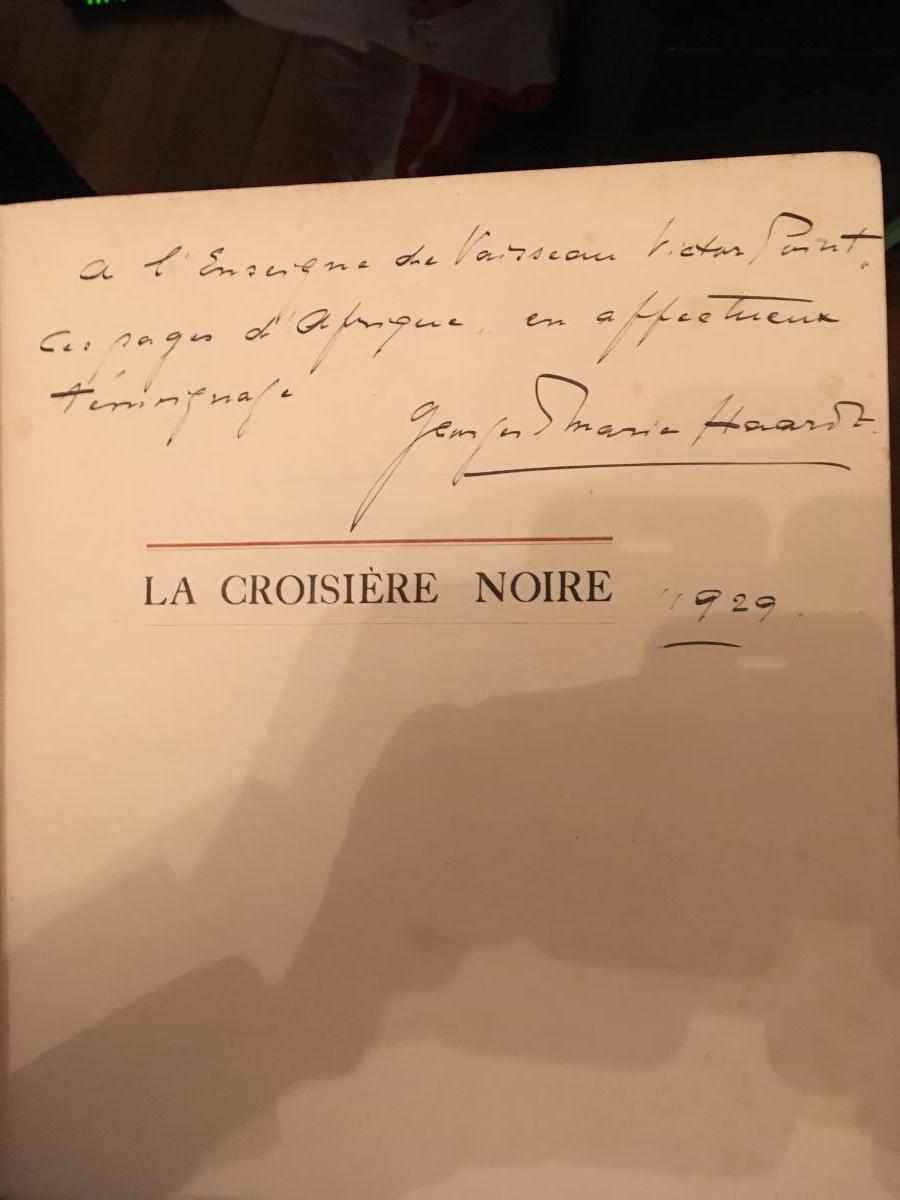 a l'Enseigne de Vaisseau Victor Point,
ces pages d'Afrique, en affectueux
témoignage
Georges Marie Haardt.
LA CROISIÈRE NOIRE
1929.